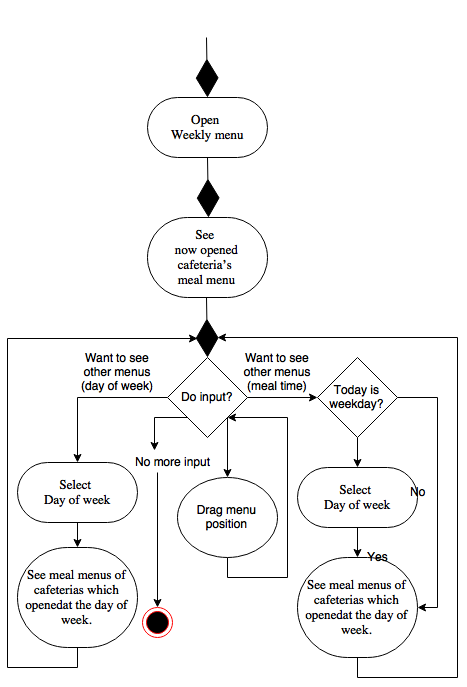 Open
Weekly menu
See
now opened
cafeteria's
meal menu
Want to see
other menus
(day of week)
Want to see
other menus
(meal time)
Do input?
Today is
weekday?
No more input
Select
Day of week
Drag menu
position
Select
Day of week
No
Yes
See meal menus of
cafeterias which
openedat the day of
week.
See meal menus of
cafeterias which
openedat the day of
week.